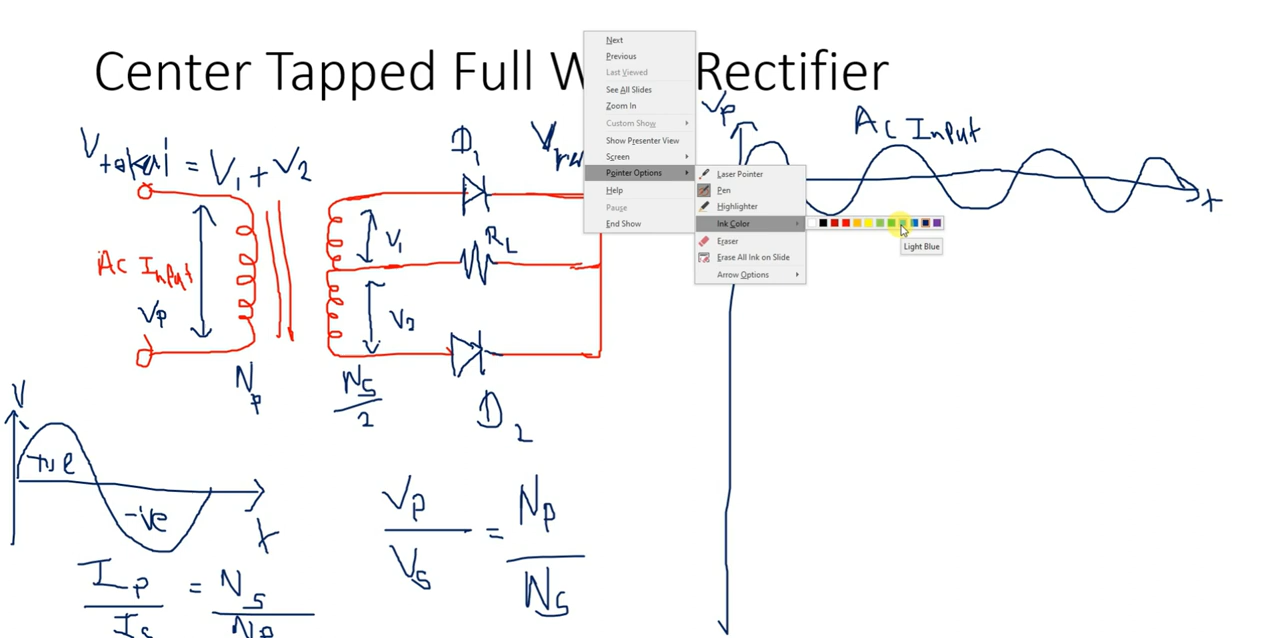 Center Tapped Full W Rectifier
Next
Previous
Last Viewed
See All Slides
Zoom In
Custom Show
Show Presenter View
Screen
Pointer Options
Help
Pause
End Show
Laser Pointer
Pen
Highlighter
Ink Color
Eraser
Erase All Ink on Slide
Arrow Options
Light Blue
= V1 + V2
D1
Vp
Ac Input
t
V1
RL
Ac Input
Vp
V2
Np
Ns/2
D2
V
+ve
-ve
t
Vp/Vs = Np/Ns
Ip/Is = Ns/Np